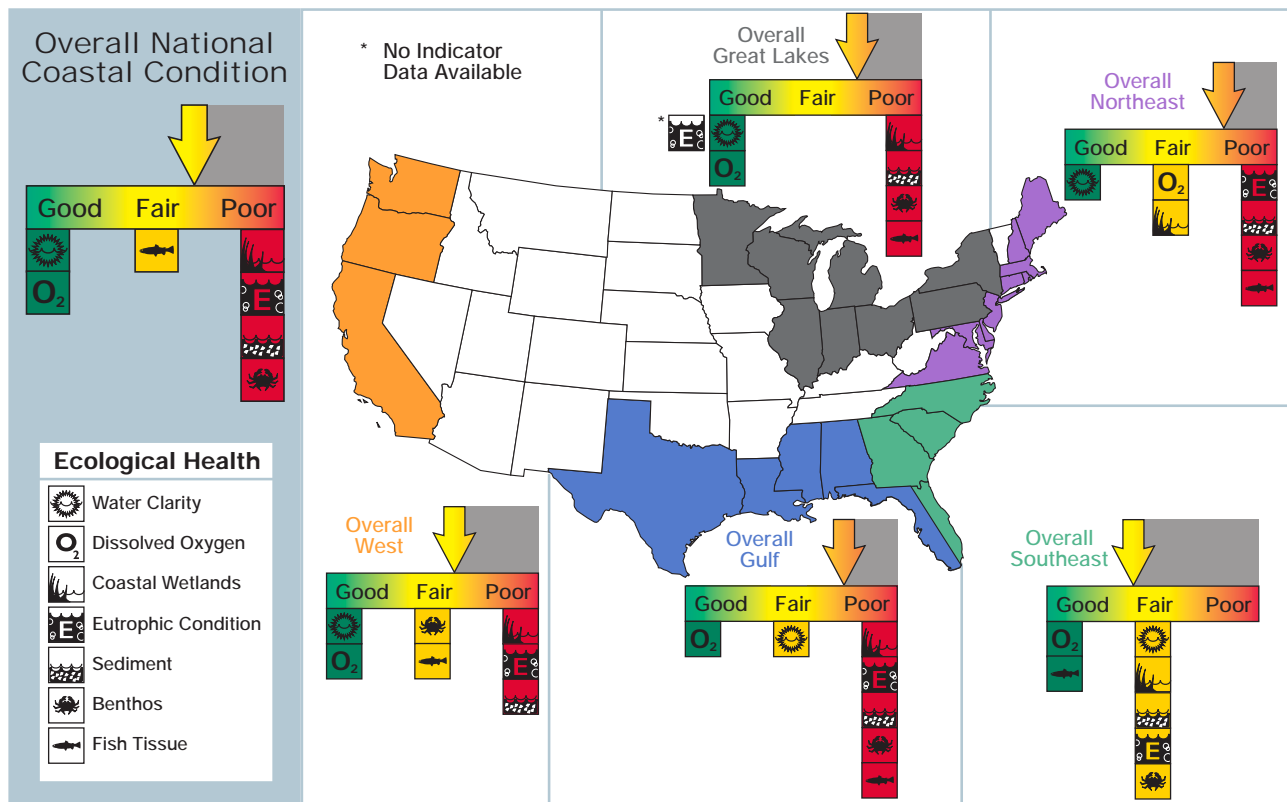 Overall National
Coastal Condition
Good Fair Poor
O2
E
Ecological Health
Water Clarity
O2 Dissolved Oxygen
Coastal Wetlands
E Eutrophic Condition
Sediment
Benthos
Fish Tissue
* No Indicator
Data Available
Overall
Great Lakes
Good Fair Poor
* E
O2
Overall
Northeast
Good Fair Poor
O2 E
Overall
West
Good Fair Poor
O2 E
Overall
Gulf
Good Fair Poor
O2
E
Overall
Southeast
Good Fair Poor
O2
E